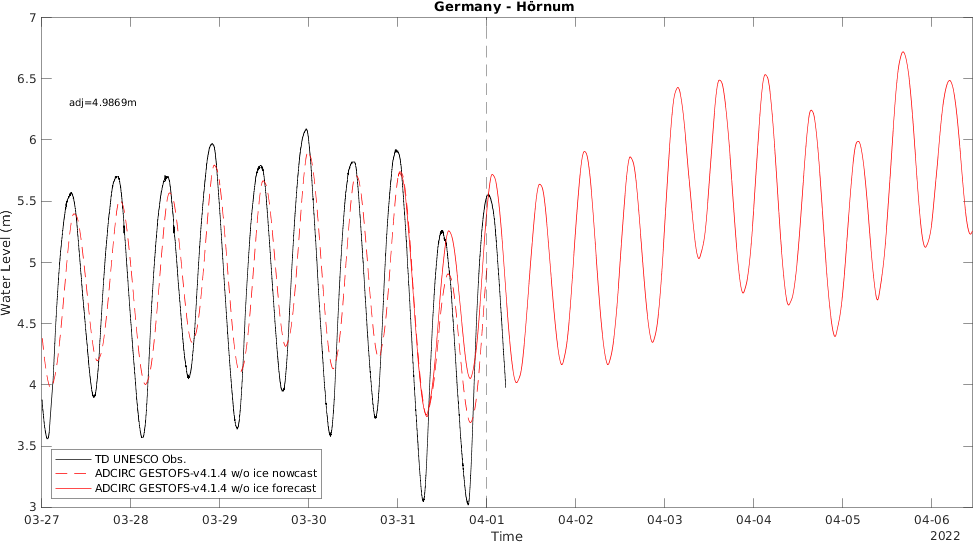 Germany - Hörnum
7
6.5
adj=4.9869m
6
5.5
5
4.5
4
3.5
3
Water Level (m)
TD UNESCO Obs.
ADCIRC GESTOFS-v4.1.4 w/o ice nowcast
ADCIRC GESTOFS-v4.1.4 w/o ice forecast
03-27 03-28 03-29 03-30 03-31 04-01 04-02 04-03 04-04 04-05 04-06
Time
2022